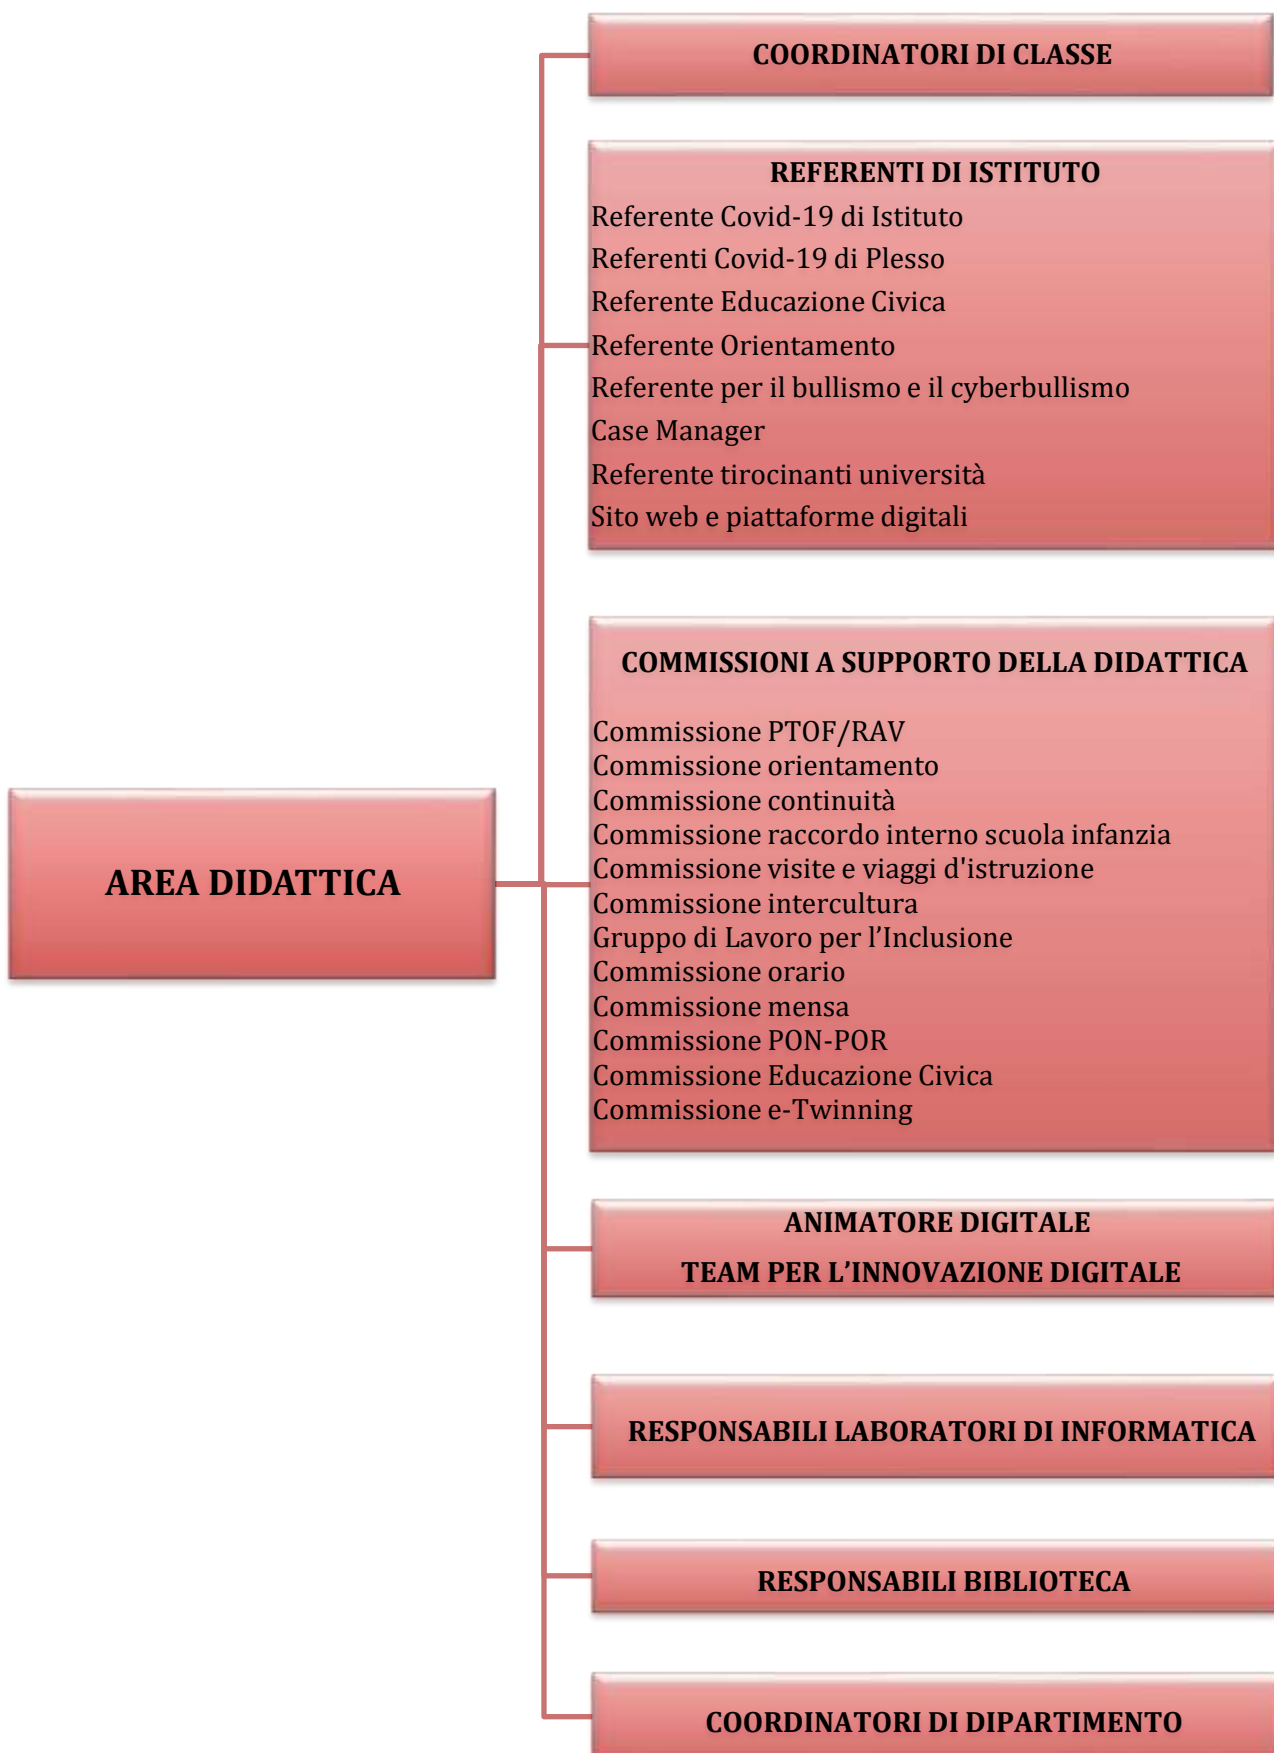 COORDINATORI DI CLASSE
REFERENTI DI ISTITUTO
Referente Covid-19 di Istituto
Referenti Covid-19 di Plesso
Referente Educazione Civica
Referente Orientamento
Referente per il bullismo e il cyberbullismo
Case Manager
Referente tirocinanti università
Sito web e piattaforme digitali
COMMISSIONI A SUPPORTO DELLA DIDATTICA
Commissione PTOF/RAV
Commissione orientamento
Commissione continuità
Commissione raccordo interno scuola infanzia
Commissione visite e viaggi d'istruzione
Commissione intercultura
Gruppo di Lavoro per l’Inclusione
Commissione orario
Commissione mensa
Commissione PON-POR
Commissione Educazione Civica
Commissione e-Twinning
AREA DIDATTICA
ANIMATORE DIGITALE
TEAM PER L’INNOVAZIONE DIGITALE
RESPONSABILI LABORATORI DI INFORMATICA
RESPONSABILI BIBLIOTECA
COORDINATORI DI DIPARTIMENTO